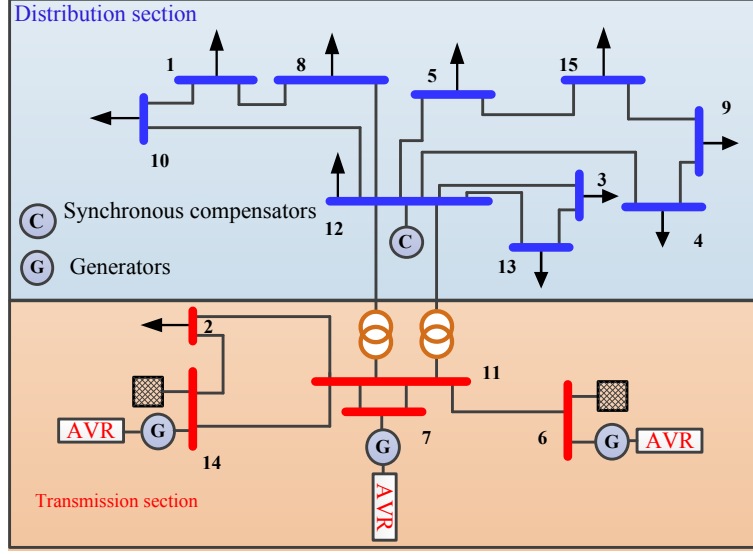 Distribution section
1
8
5
15
9
10
3
C
Synchronous compensators
12
C
4
13
G
Generators
2
11
AVR
G
14
7
G
6
G
AVR
AVR
Transmission section